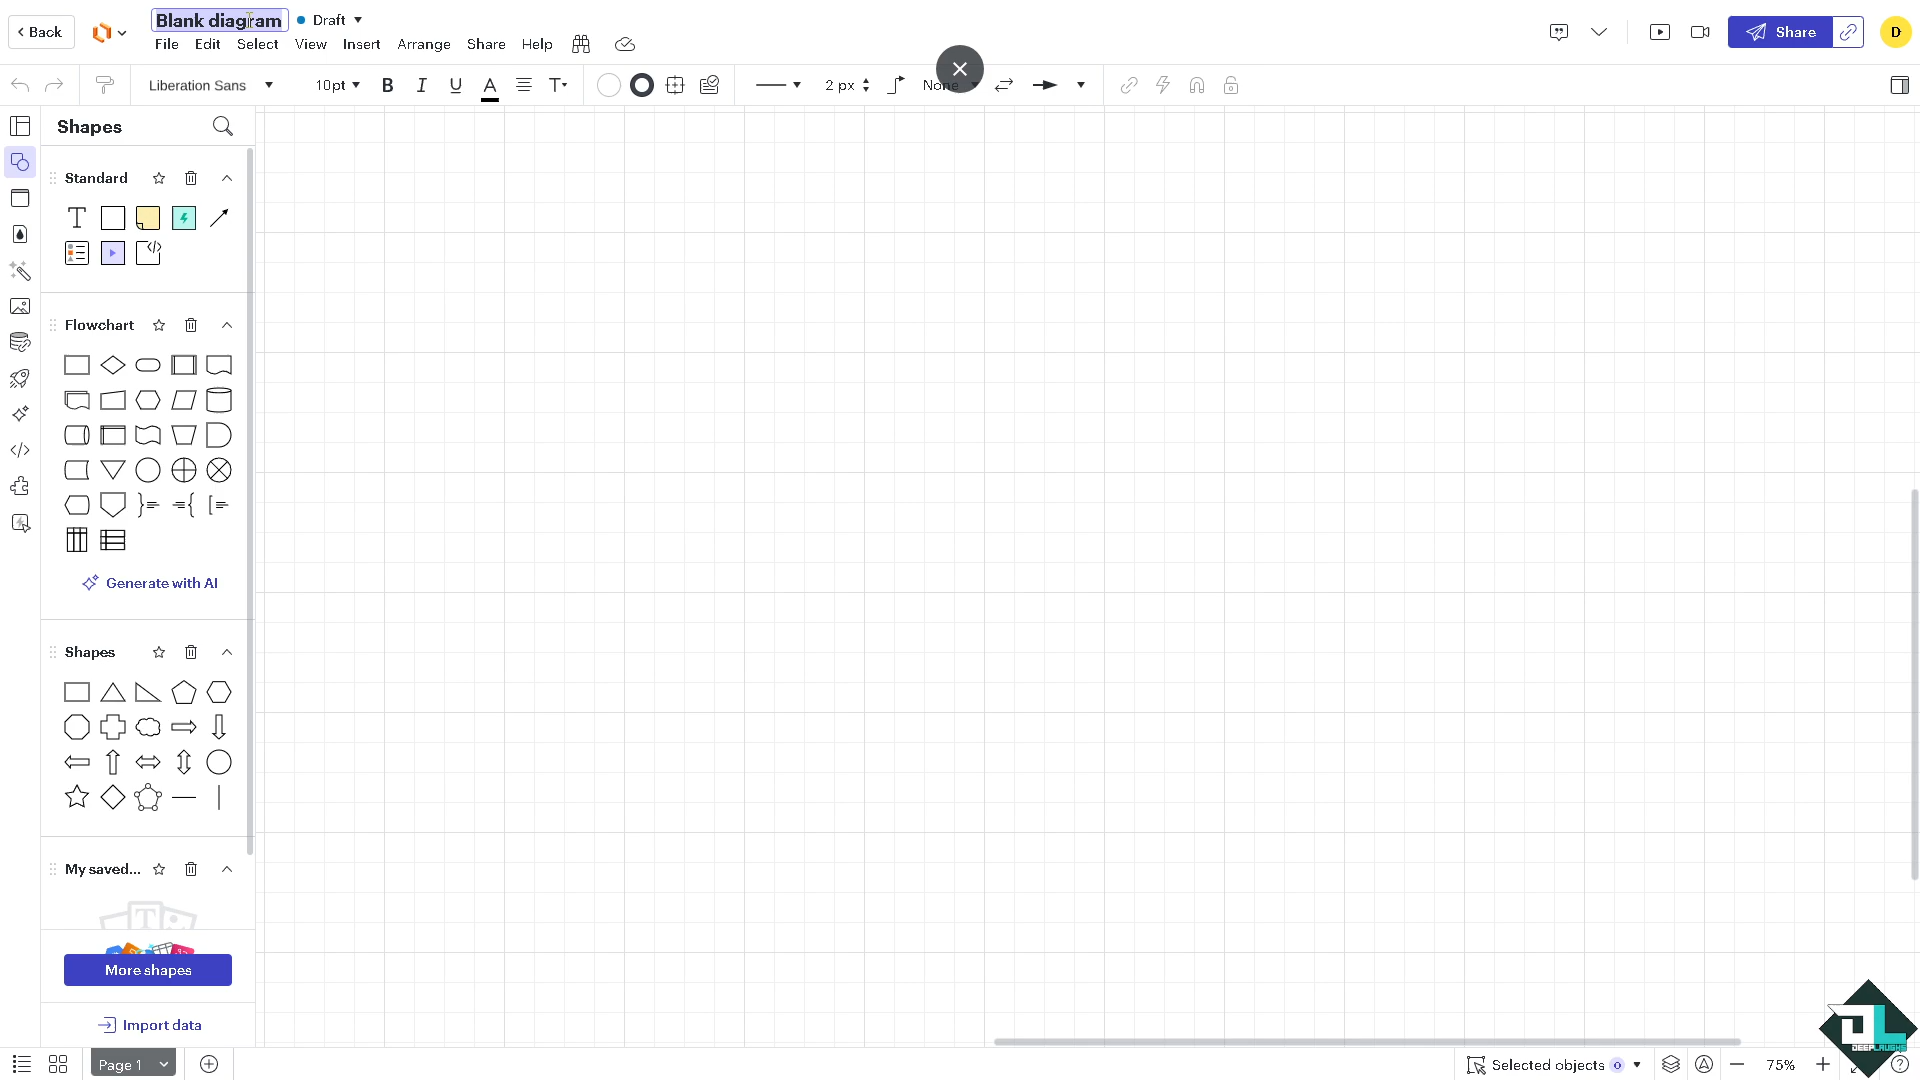 Back
Blank diagram
Draft
File Edit Select View Insert Arrange Share Help
Share
D
Liberation Sans
10pt
B I U A T
2 px
None
Shapes
Standard
T
Flowchart
Generate with AI
Shapes
My saved...
T
More shapes
Import data
Page 1
Selected objects 0
75%
DEEPLAUGHS